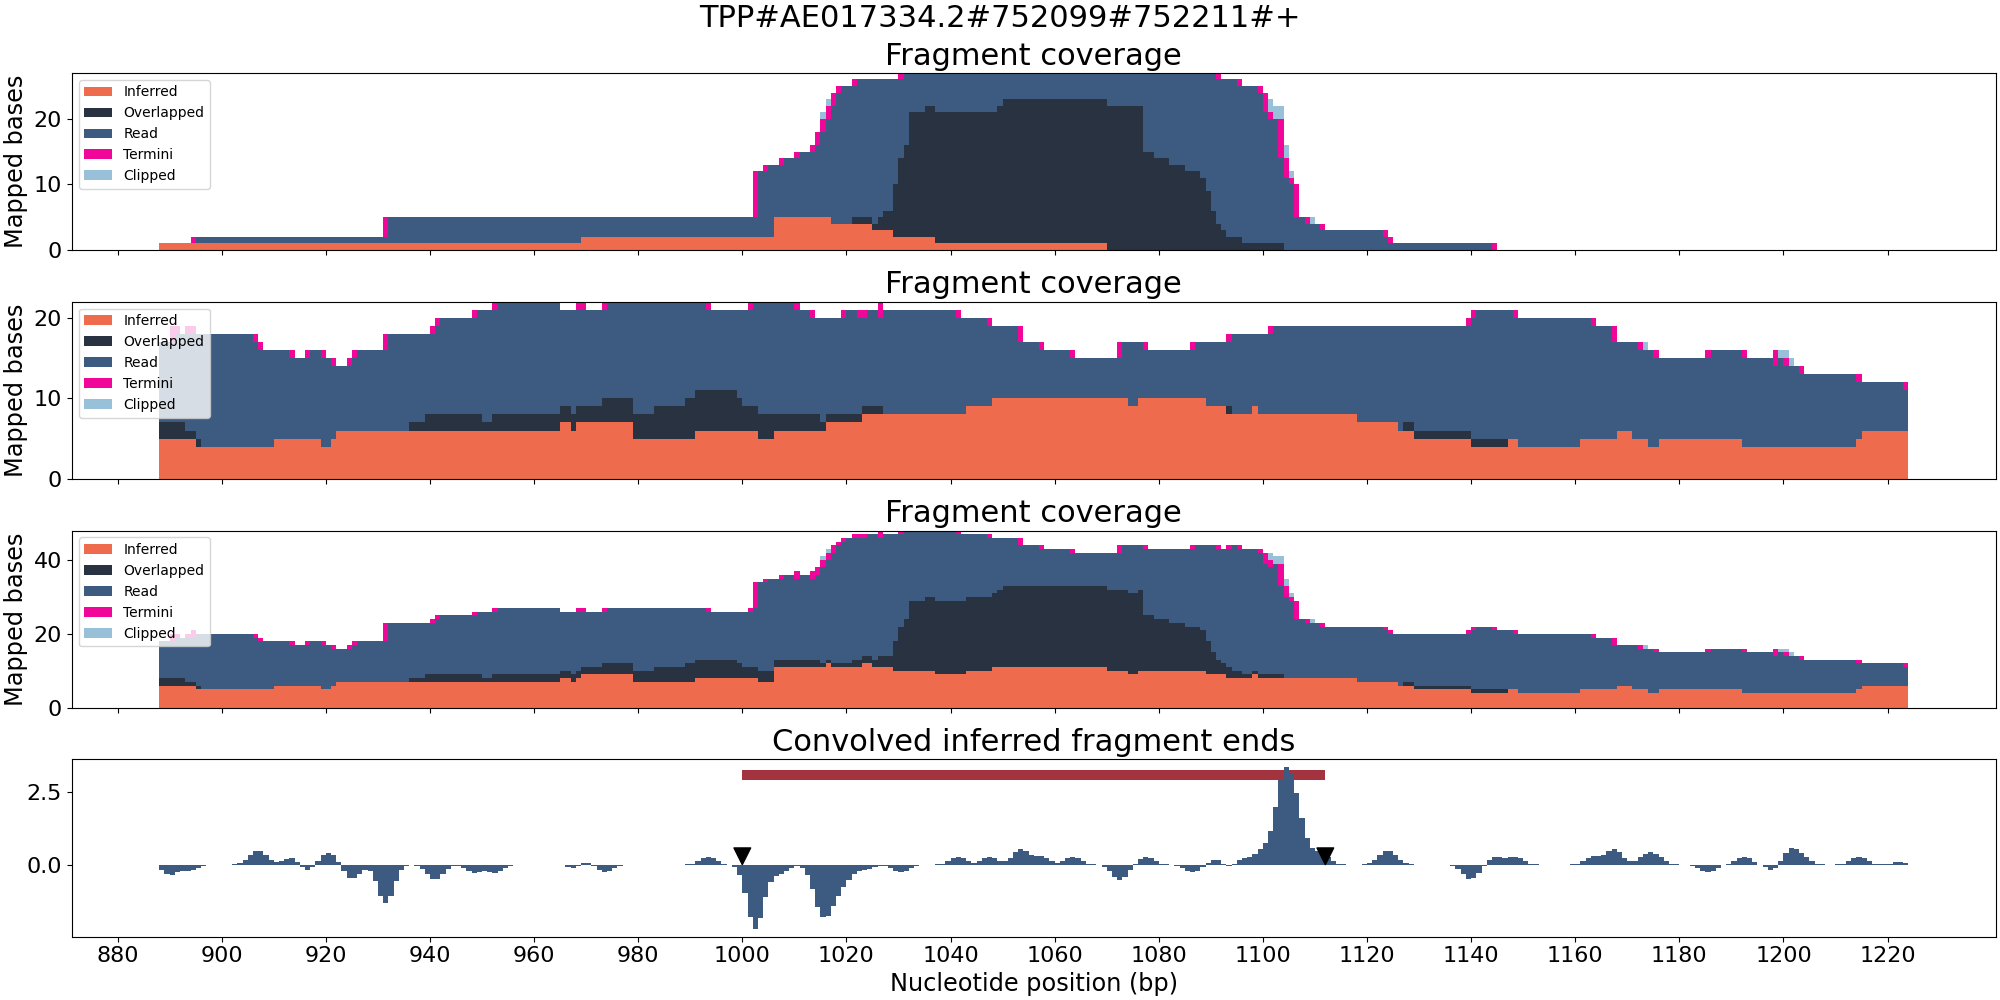 TPP#AE017334.2#752099#752211#+
Fragment coverage
Mapped bases
20
10
0
Inferred
Overlapped
Read
Termini
Clipped
Fragment coverage
Mapped bases
20
10
0
Inferred
Overlapped
Read
Termini
Clipped
Fragment coverage
Mapped bases
40
20
0
Inferred
Overlapped
Read
Termini
Clipped
Convolved inferred fragment ends
2.5
0.0
880 900 920 940 960 980 1000 1020 1040 1060 1080 1100 1120 1140 1160 1180 1200 1220
Nucleotide position (bp)